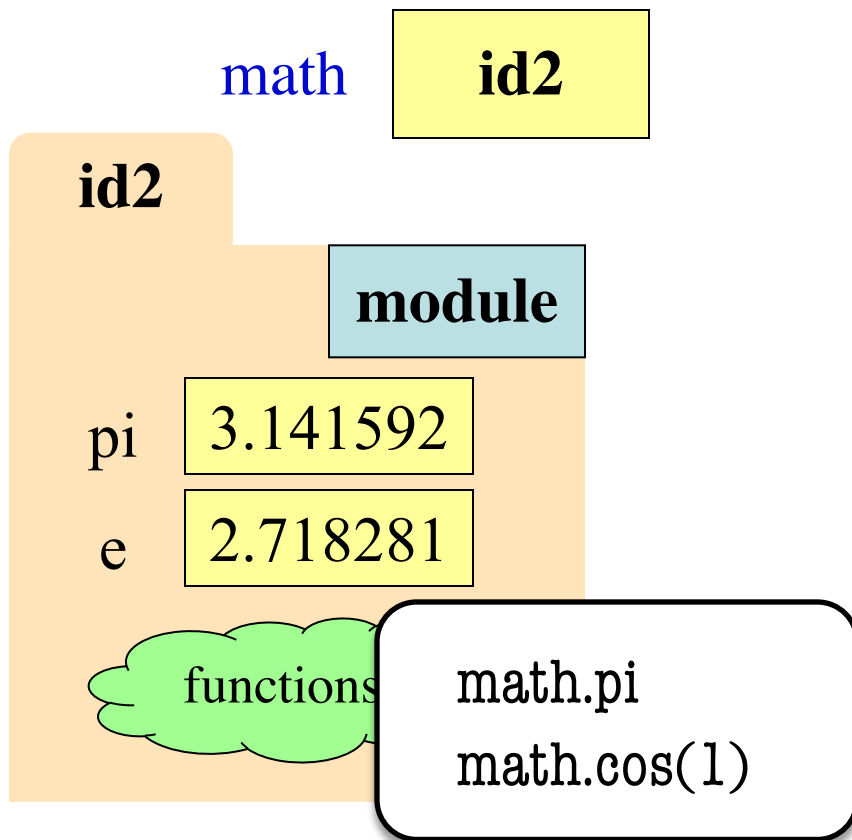 math id2
id2
module
pi 3.141592
e 2.718281
functions
math.pi
math.cos(1)